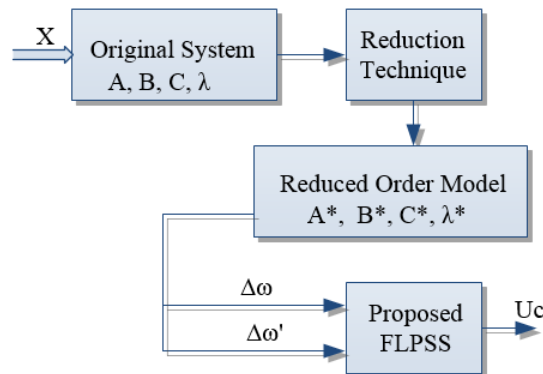 X
Original System
A, B, C, λ
Reduction
Technique
Reduced Order Model
A*, B*, C*, λ*
Δω
Δω'
Proposed
FLPSS
Uc